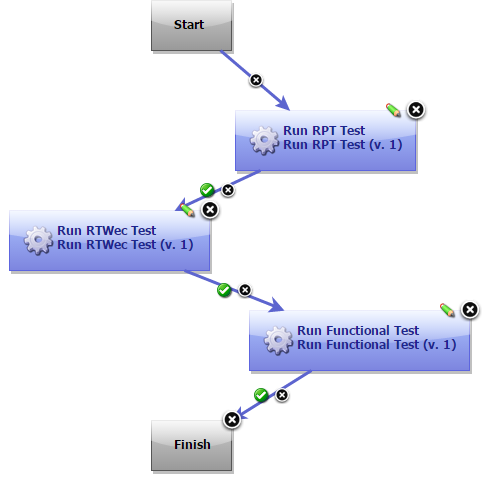 Start
Run RPT Test
Run RPT Test (v. 1)
Run RTWec Test
Run RTWec Test (v. 1)
Run Functional Test
Run Functional Test (v. 1)
Finish